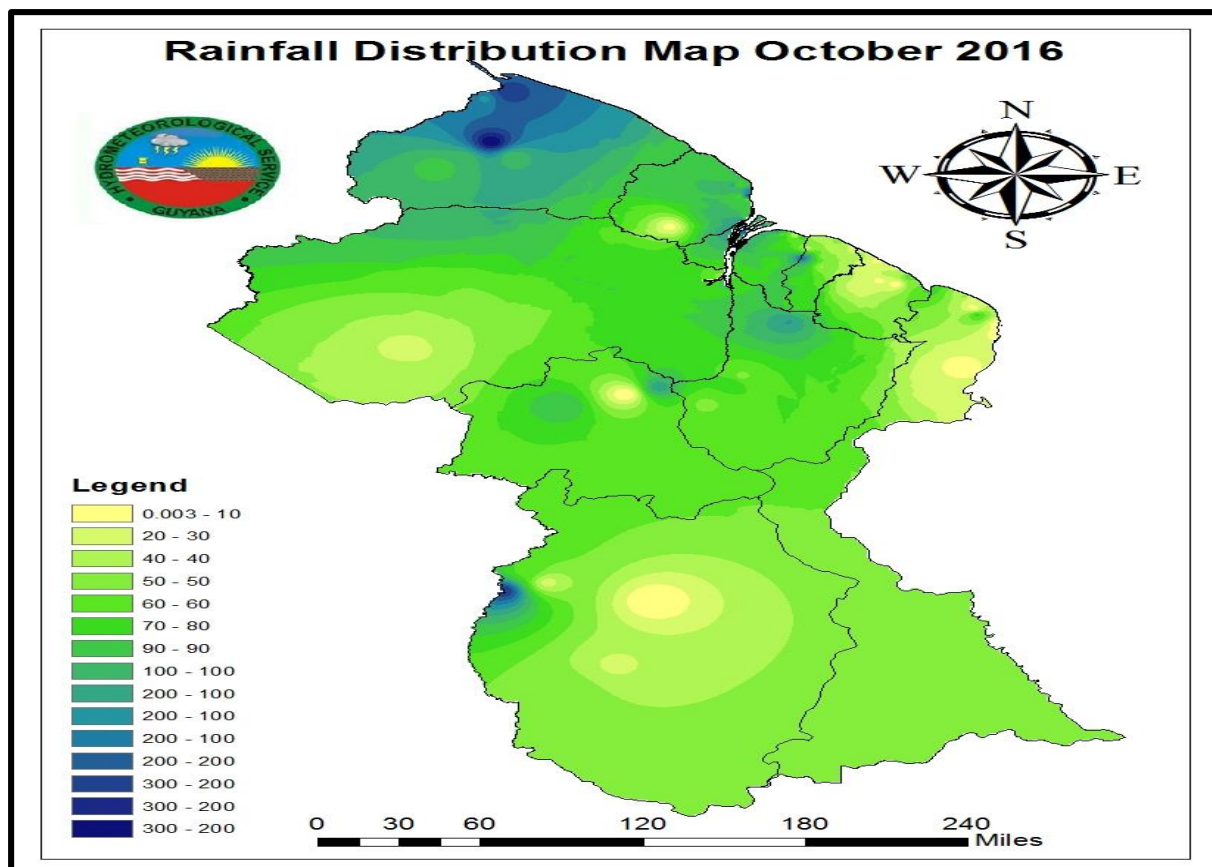 Rainfall Distribution Map October 2016
HYDROMETEOROLOGICAL SERVICE
GUYANA
N
W E
S
Legend
0.003 - 10
20 - 30
40 - 40
50 - 50
60 - 60
70 - 80
90 - 90
100 - 100
200 - 100
200 - 100
200 - 100
200 - 200
300 - 200
300 - 200
300 - 200
0 30 60 120 180 240
Miles